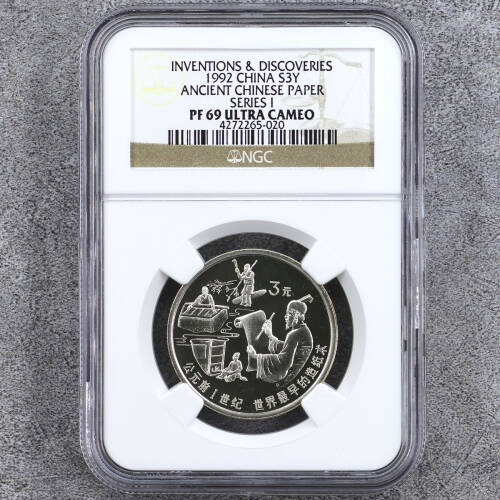 INVENTIONS & DISCOVERIES
1992 CHINA S3Y
ANCIENT CHINESE PAPER
SERIES I
PF 69 ULTRA CAMEO
4272265-020
NGC
3元
公元前1世纪 世界最早的造纸术